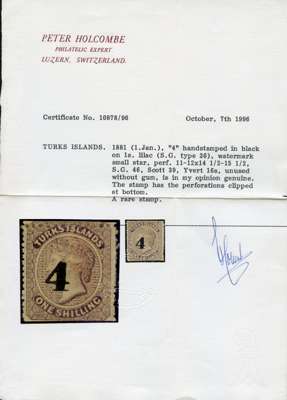 PETER HOLCOMBE
PHILATELIC EXPERT
LUZERN, SWITZERLAND.
Certificate No. 10878/96 October, 7th 1996
TURKS ISLANDS. 1881 (1.Jan.), "4" handstamped in black
on 1s. lilac (S.G. type 36), watermark
small star, perf. 11-12x14 1/2-15 1/2,
S.G. 46, Scott 39, Yvert 16a, unused
without gum, is in my opinion genuine.
The stamp has the perforations clipped
at bottom.
A rare stamp.
TURKS ISLANDS
4
ONE SHILLING
4